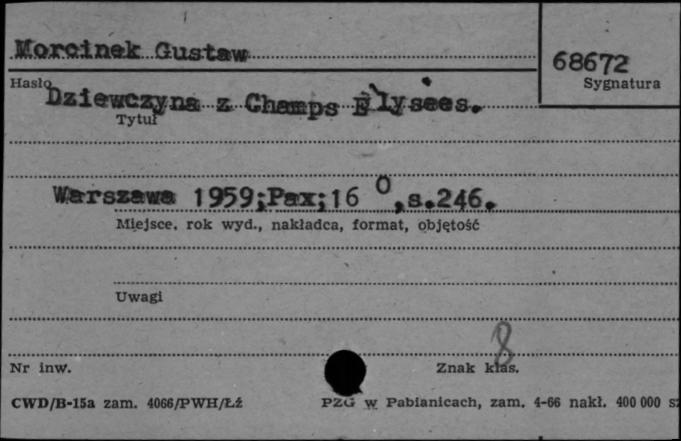 Morcinek Gustaw
68672
Hasło
Sygnatura
Dziewczyna z Champs Elysees.
Tytuł
Warszawa 1959;Pax;16 O,s.246.
Miejsce, rok wyd., nakładca, format, objętość
Uwagi
8
Nr inw.
Znak klas.
CWD/B-15a zam. 4066/PWH/Łź
PZG w Pabianicach, zam. 4-66 nakł. 400 000